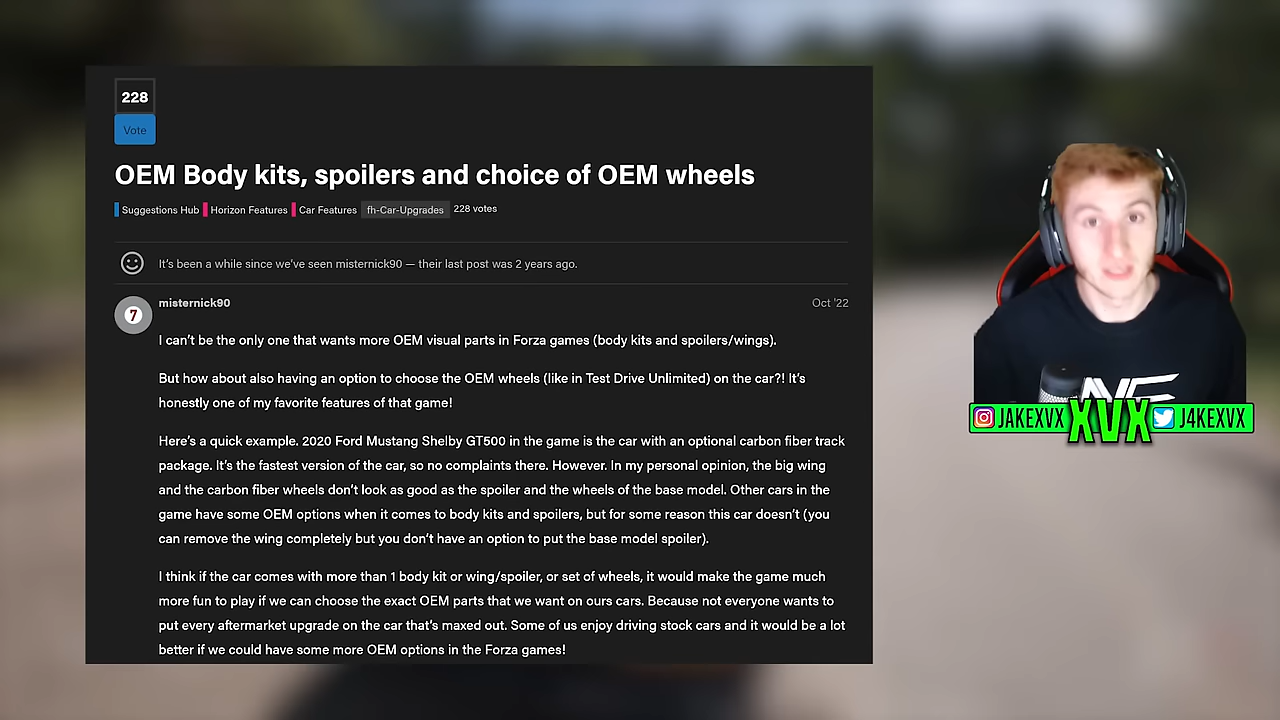 228
Vote
OEM Body kits, spoilers and choice of OEM wheels
Suggestions Hub Horizon Features Car Features fh-Car-Upgrades 228 votes
It's been a while since we've seen misternick90 — their last post was 2 years ago.
7
misternick90 Oct '22
I can't be the only one that wants more OEM visual parts in Forza games (body kits and spoilers/wings).
But how about also having an option to choose the OEM wheels (like in Test Drive Unlimited) on the car?! It's
honestly one of my favorite features of that game!
Here's a quick example. 2020 Ford Mustang Shelby GT500 in the game is the car with an optional carbon fiber track
package. It's the fastest version of the car, so no complaints there. However. In my personal opinion, the big wing
and the carbon fiber wheels don't look as good as the spoiler and the wheels of the base model. Other cars in the
game have some OEM options when it comes to body kits and spoilers, but for some reason this car doesn't (you
can remove the wing completely but you don't have an option to put the base model spoiler).
I think if the car comes with more than 1 body kit or wing/spoiler, or set of wheels, it would make the game much
more fun to play if we can choose the exact OEM parts that we want on ours cars. Because not everyone wants to
put every aftermarket upgrade on the car that's maxed out. Some of us enjoy driving stock cars and it would be a lot
better if we could have some more OEM options in the Forza games!
JAKEXVX XVX J4KEXVX